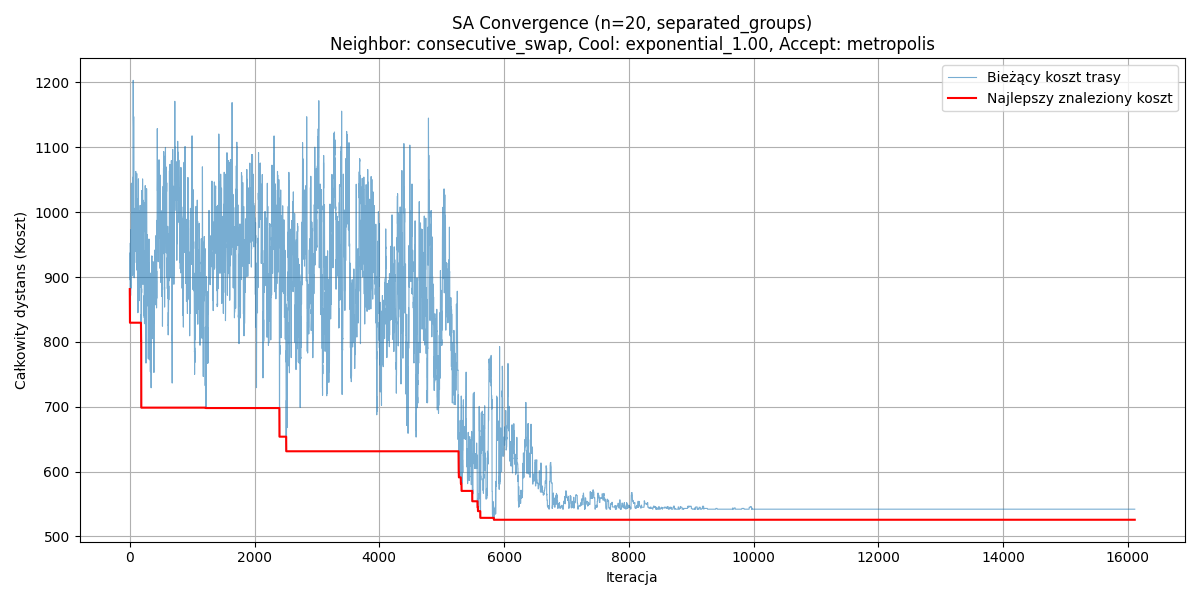 SA Convergence (n=20, separated_groups)
Neighbor: consecutive_swap, Cool: exponential_1.00, Accept: metropolis
Bieżący koszt trasy
Najlepszy znaleziony koszt
Całkowity dystans (Koszt)
1200
1100
1000
900
800
700
600
500
0 2000 4000 6000 8000 10000 12000 14000 16000
Iteracja